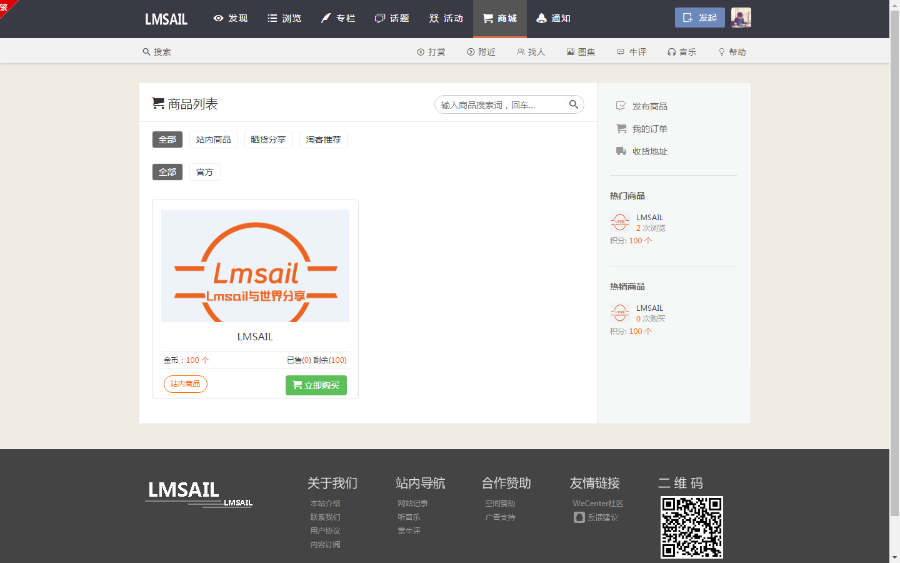 LMSAIL 发现 浏览 专栏 话题 活动 商城 通知 发起
搜索 打赏 附近 找人 图集 牛评 音乐 帮助
商品列表 输入商品搜索词，回车...
全部 站内商品 晒货分享 淘客推荐
全部 官方
Lmsail
Lmsail与世界分享
LMSAIL
金币：100 个 已售(0) 剩余(100)
站内商品 立即购买
发布商品
我的订单
收货地址
热门商品
LMSAIL
2 次浏览
积分: 100 个
热销商品
LMSAIL
0 次购买
积分: 100 个
LMSAIL
LMSAIL
关于我们 站内导航 合作赞助 友情链接 二 维 码
本站介绍 网站记事 空间赞助 WeCenter社区
联系我们 听音乐 广告支持 反馈建议
用户协议
内容订阅